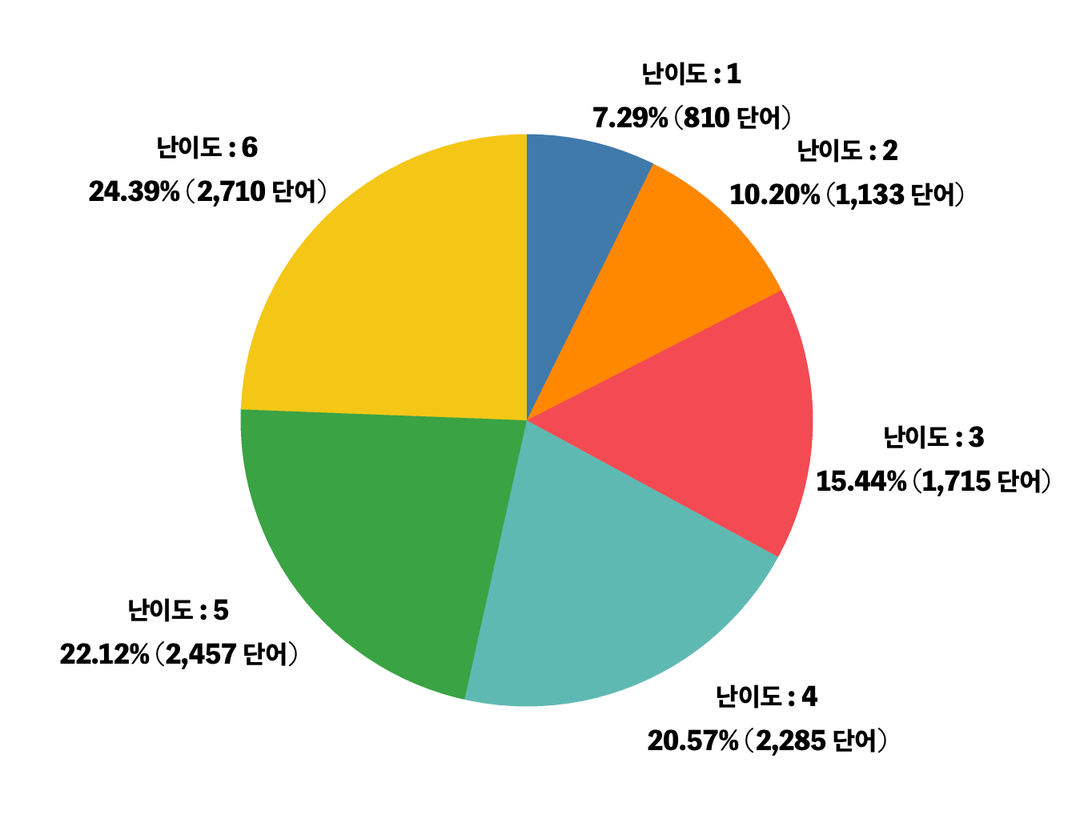 난이도 : 1
7.29% (810 단어)
난이도 : 2
10.20% (1,133 단어)
난이도 : 3
15.44% (1,715 단어)
난이도 : 4
20.57% (2,285 단어)
난이도 : 5
22.12% (2,457 단어)
난이도 : 6
24.39% (2,710 단어)